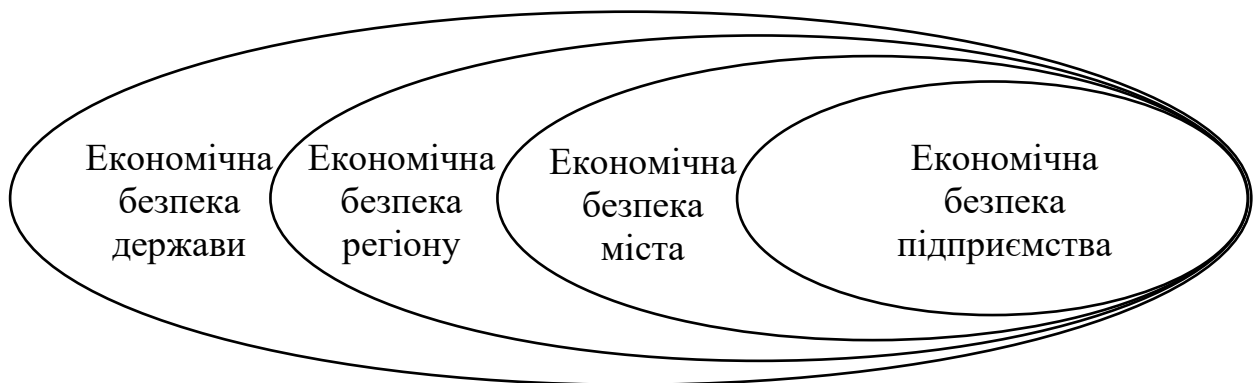 Економічна
безпека
держави
Економічна
безпека
регіону
Економічна
безпека
міста
Економічна
безпека
підприємства